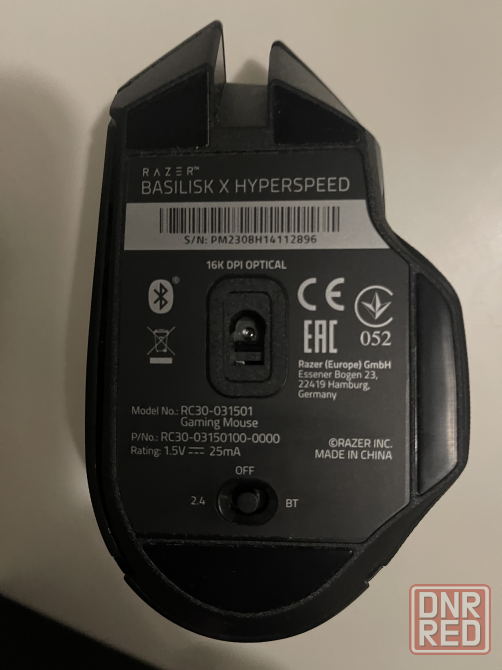 RAZER™
BASILISK X HYPERSPEED
S/N: PM2308H14112896
16K DPI OPTICAL
CE
EAC
052
Razer (Europe) GmbH
Essener Bogen 23,
22419 Hamburg,
Germany
Model No.: RC30-031501
Gaming Mouse
P/No.: RC30-03150100-0000
Rating: 1.5V ⎓ 25mA
©RAZER INC.
MADE IN CHINA
OFF
2.4 BT
DNR
RED